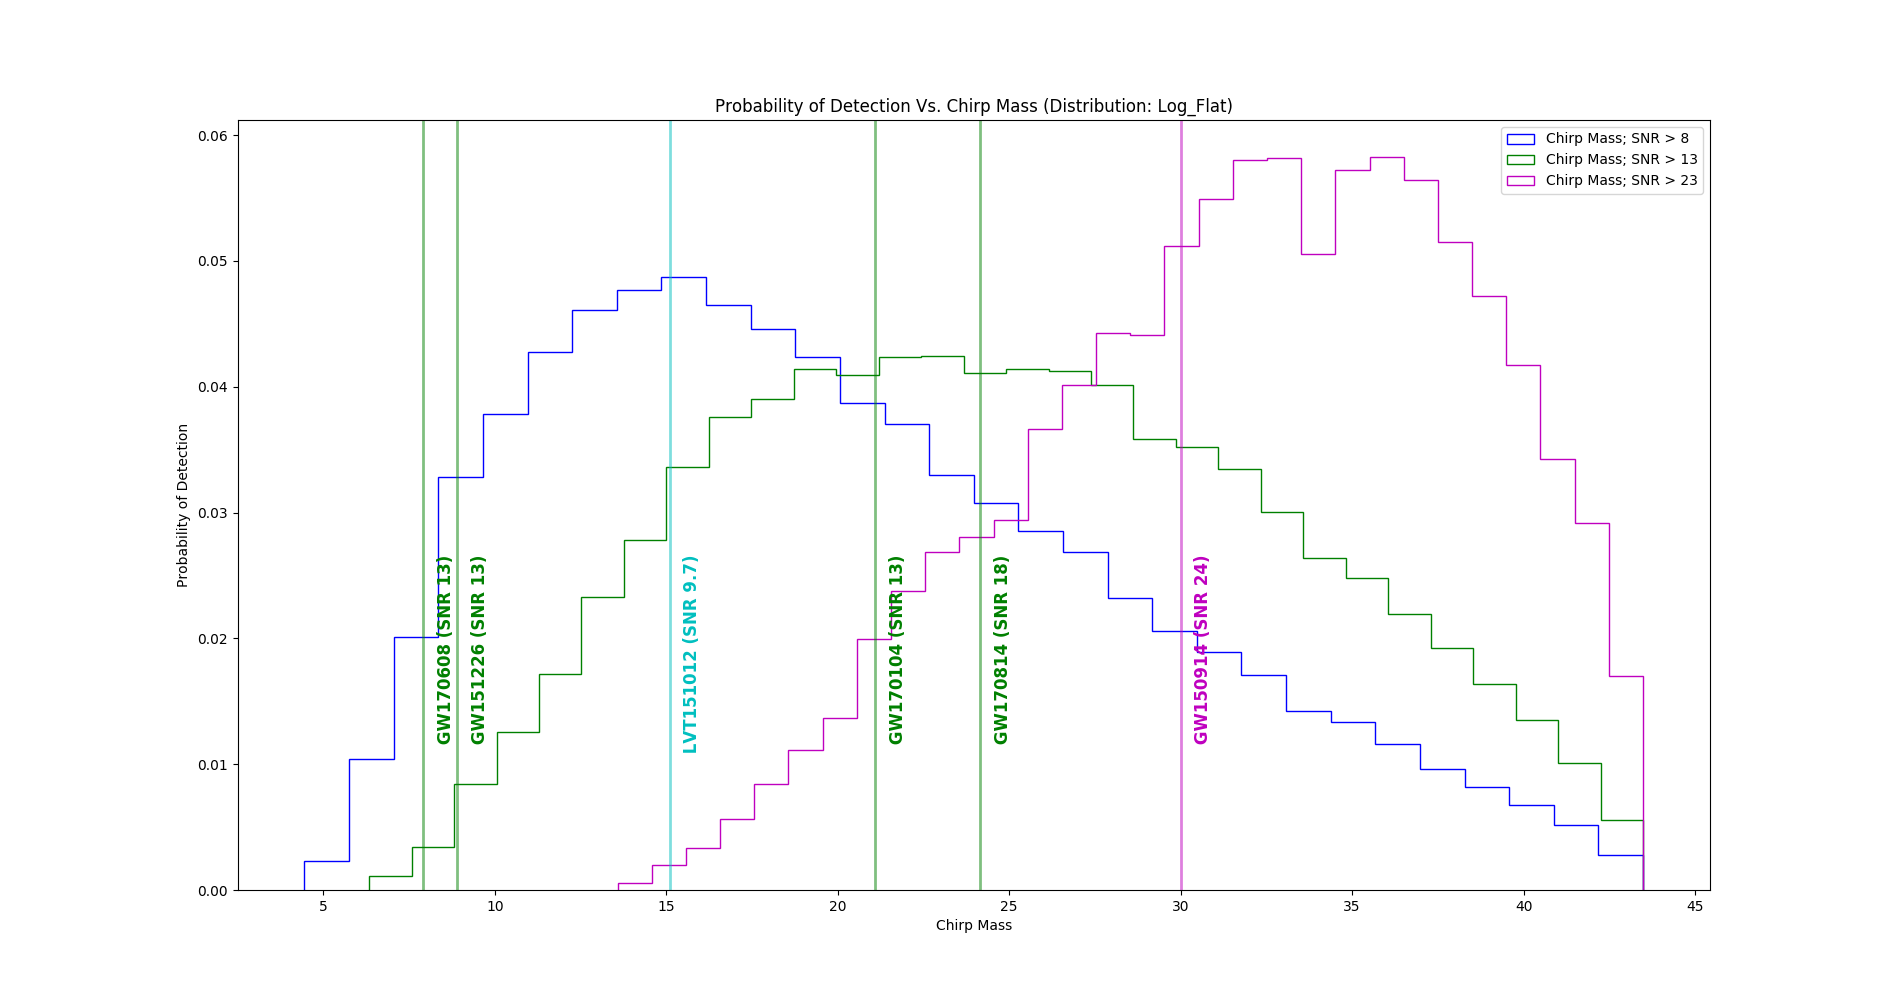 Probability of Detection Vs. Chirp Mass (Distribution: Log_Flat)
Chirp Mass; SNR > 8
Chirp Mass; SNR > 13
Chirp Mass; SNR > 23
Probability of Detection
0.06
0.05
0.04
0.03
0.02
0.01
0.00
GW170608 (SNR 13)
GW151226 (SNR 13)
LVT151012 (SNR 9.7)
GW170104 (SNR 13)
GW170814 (SNR 18)
GW150914 (SNR 24)
5 10 15 20 25 30 35 40 45
Chirp Mass